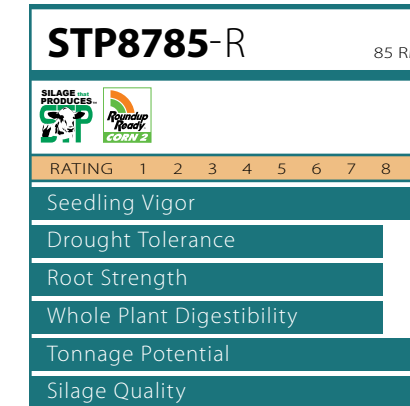 STP8785-R
85 R
SILAGE that
PRODUCES
STP
Roundup
Ready
CORN 2
RATING 1 2 3 4 5 6 7 8
Seedling Vigor
Drought Tolerance
Root Strength
Whole Plant Digestibility
Tonnage Potential
Silage Quality